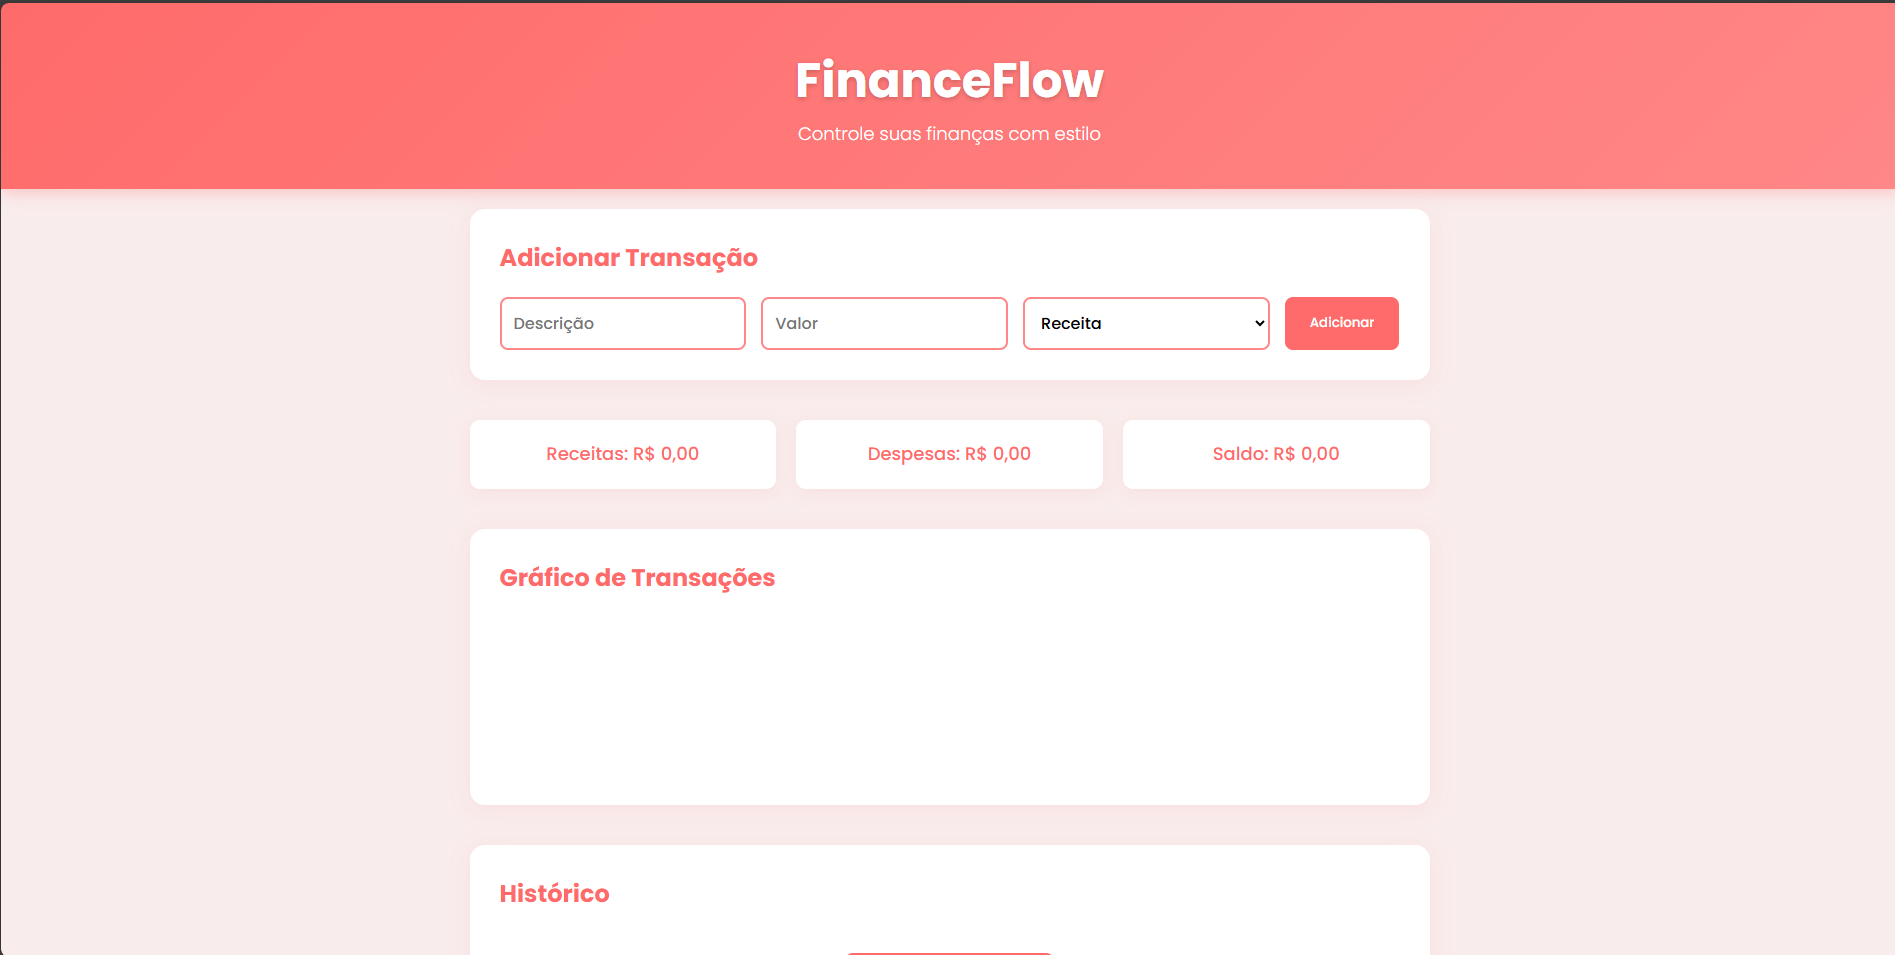 FinanceFlow
Controle suas finanças com estilo
Adicionar Transação
Descrição
Valor
Receita
Adicionar
Receitas: R$ 0,00
Despesas: R$ 0,00
Saldo: R$ 0,00
Gráfico de Transações
Histórico